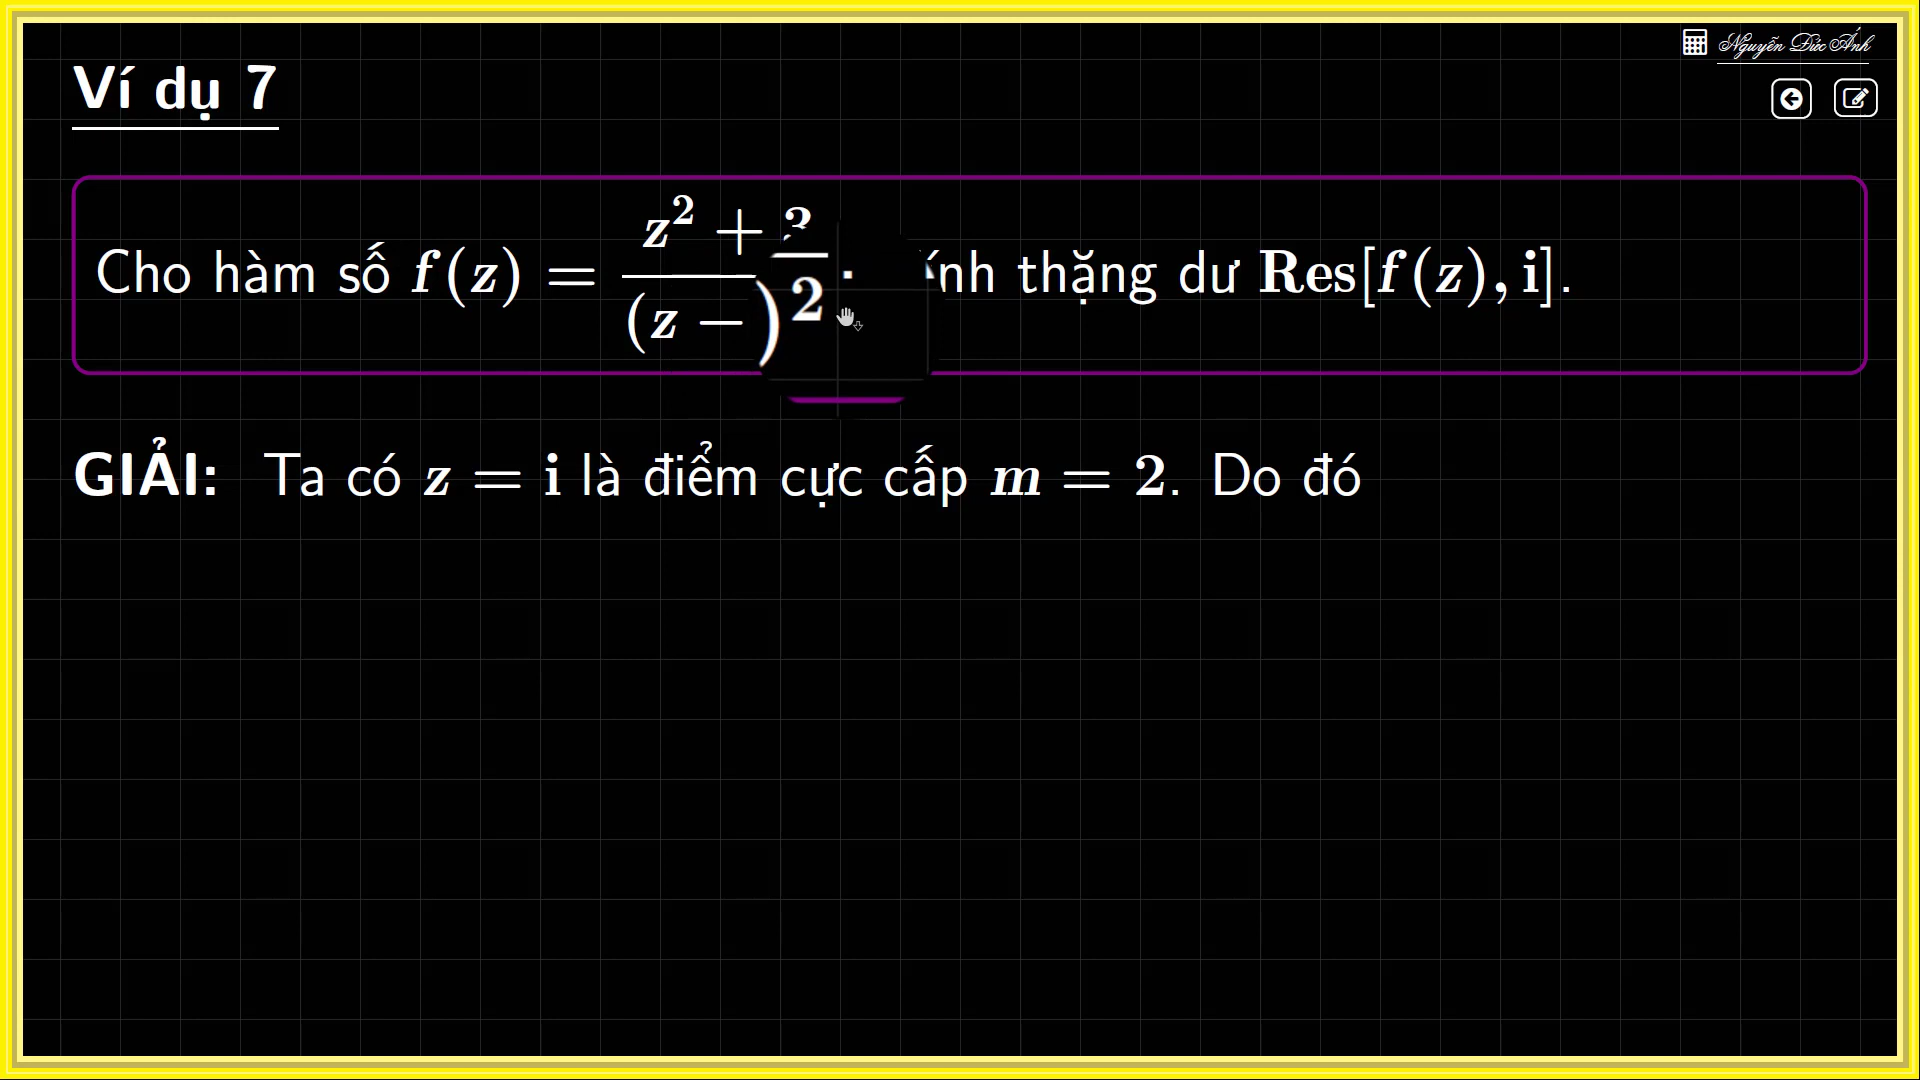 Nguyễn Đức Ánh
Ví dụ 7
Cho hàm số f(z) = z² + / (z − )². thặng dư Res[f(z), i].
GIẢI: Ta có z = i là điểm cực cấp m = 2. Do đó